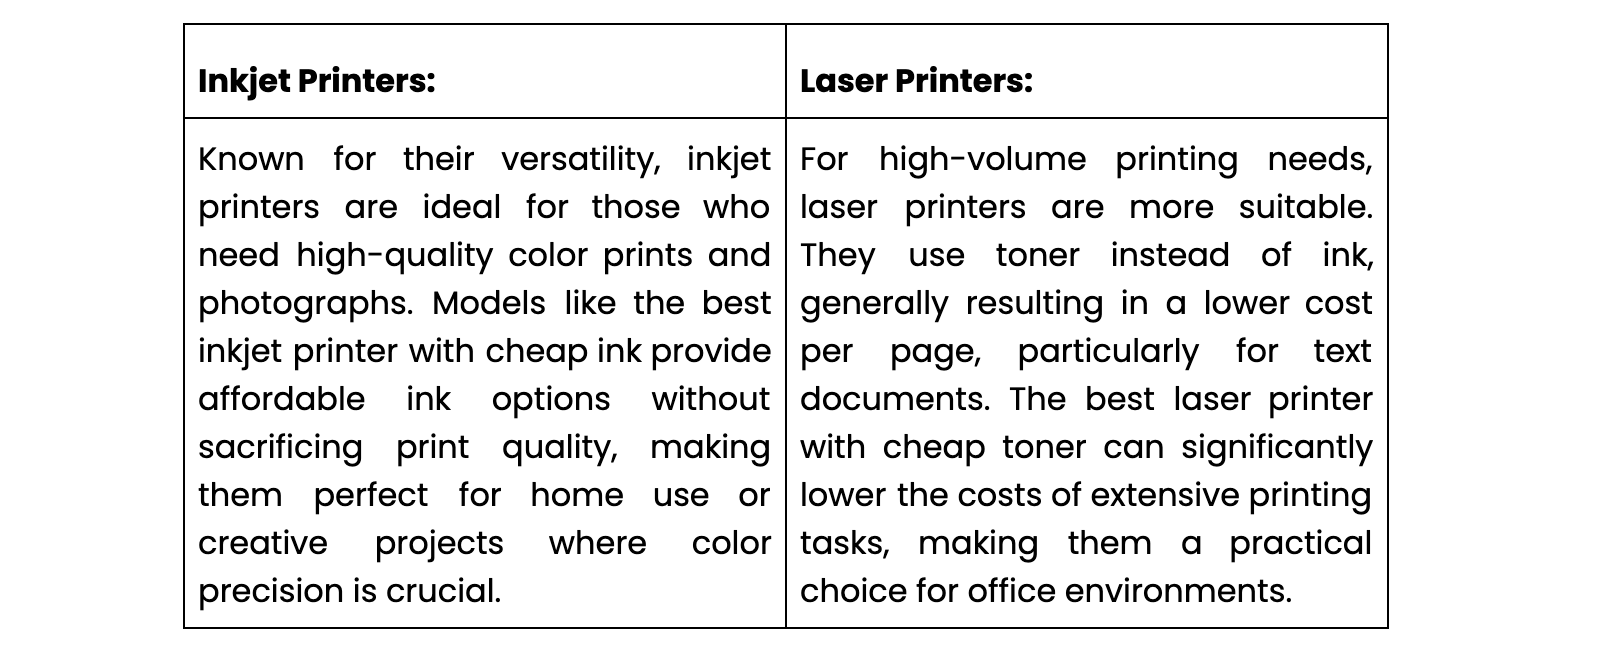 Inkjet Printers:
Known for their versatility, inkjet
printers are ideal for those who
need high-quality color prints and
photographs. Models like the best
inkjet printer with cheap ink provide
affordable ink options without
sacrificing print quality, making
them perfect for home use or
creative projects where color
precision is crucial.
Laser Printers:
For high-volume printing needs,
laser printers are more suitable.
They use toner instead of ink,
generally resulting in a lower cost
per page, particularly for text
documents. The best laser printer
with cheap toner can significantly
lower the costs of extensive printing
tasks, making them a practical
choice for office environments.